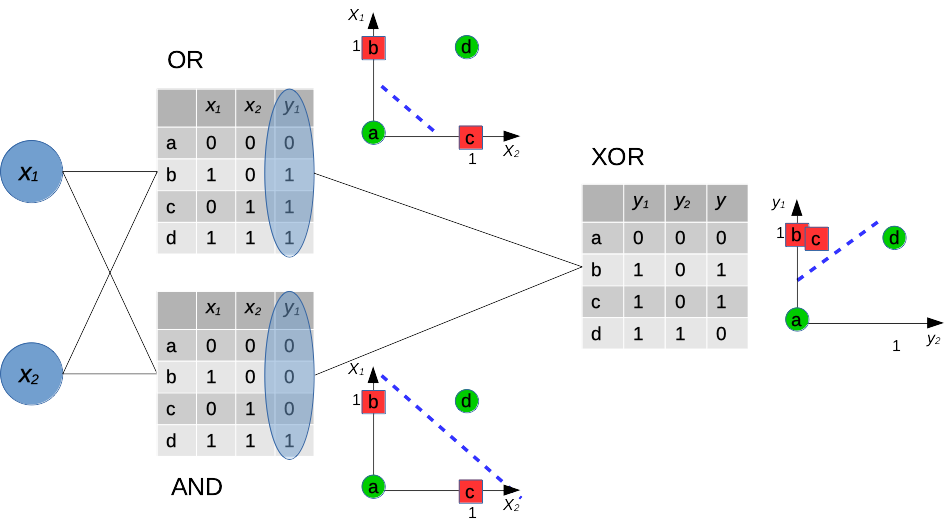 OR
x₁ x₂ y₁
a 0 0 0
b 1 0 1
c 0 1 1
d 1 1 1
x₁
x₂
x₁ x₂ y₁
a 0 0 0
b 1 0 0
c 0 1 0
d 1 1 1
AND
X₁
1 b d
a c X₂
1
X₁
1 b d
a c X₂
1
XOR
y₁ y₂ y
a 0 0 0
b 1 0 1
c 1 0 1
d 1 1 0
y₁
1 b c d
a
1 y₂